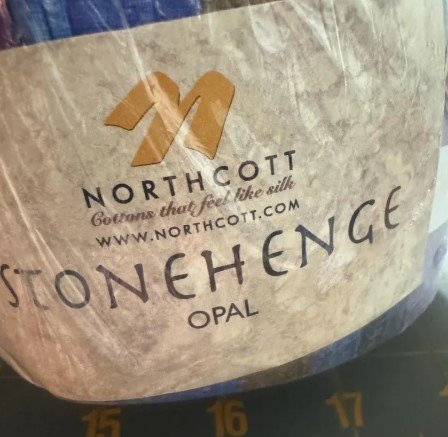 NORTHCOTT
Cottons that feel like silk
WWW.NORTHCOTT.COM
STONEHENGE
OPAL
15 16 17